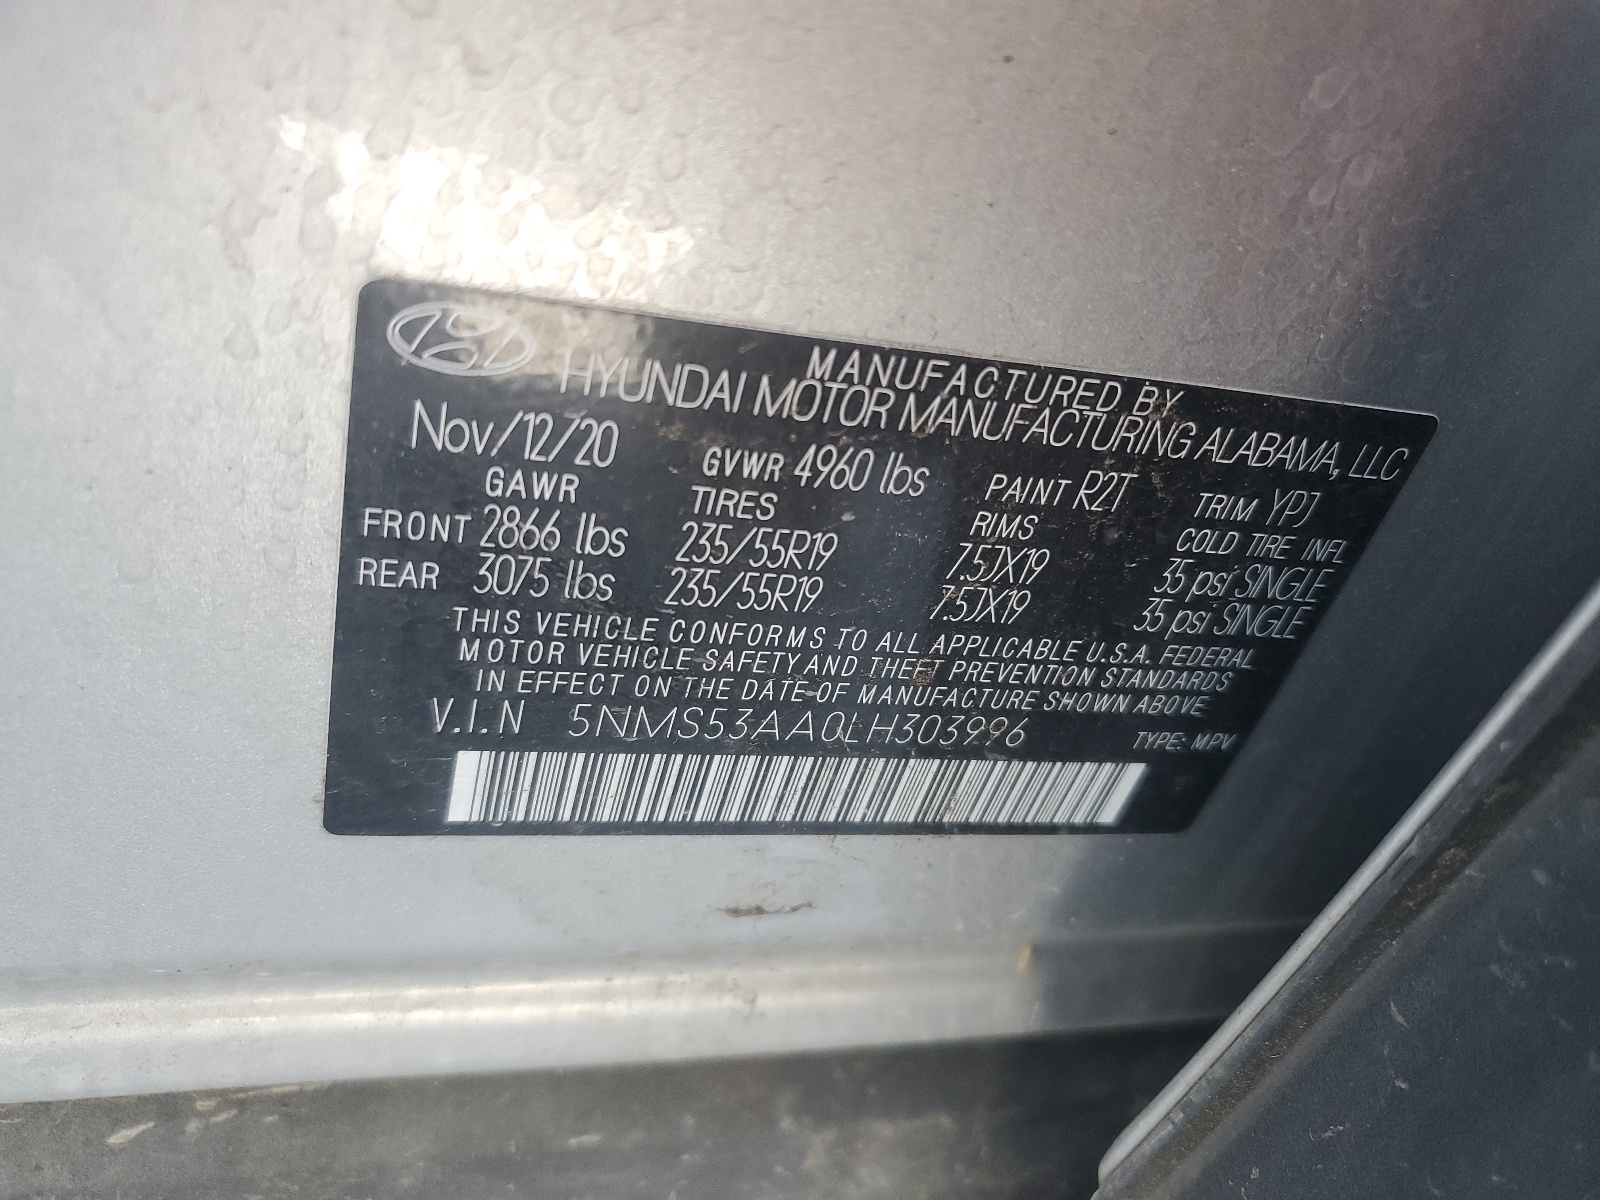 MANUFACTURED BY
HYUNDAI MOTOR MANUFACTURING ALABAMA, LLC
Nov/12/20 GVWR 4960 lbs PAINT R2T TRIM YPJ
GAWR TIRES RIMS COLD TIRE INFL
FRONT 2866 lbs 235/55R19 7.5JX19 35 psi SINGLE
REAR 3075 lbs 235/55R19 7.5JX19 35 psi SINGLE
THIS VEHICLE CONFORMS TO ALL APPLICABLE U.S.A. FEDERAL
MOTOR VEHICLE SAFETY AND THEFT PREVENTION STANDARDS
IN EFFECT ON THE DATE OF MANUFACTURE SHOWN ABOVE
V.I.N 5NMS53AA0LH303996 TYPE: MPV